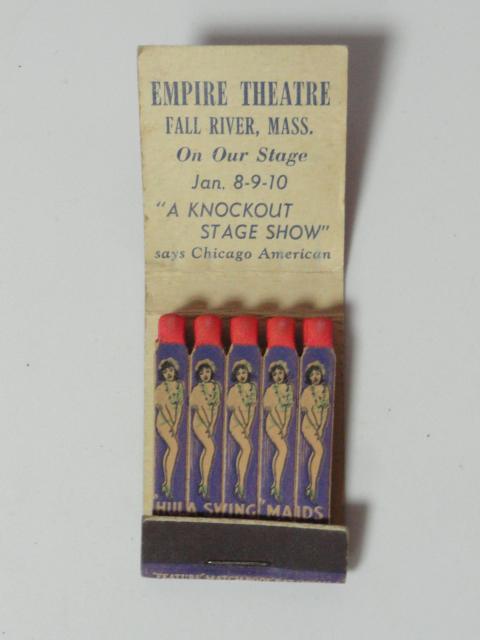 EMPIRE THEATRE
FALL RIVER, MASS.
On Our Stage
Jan. 8-9-10
"A KNOCKOUT
STAGE SHOW"
says Chicago American
"HULA SWING" MAIDS